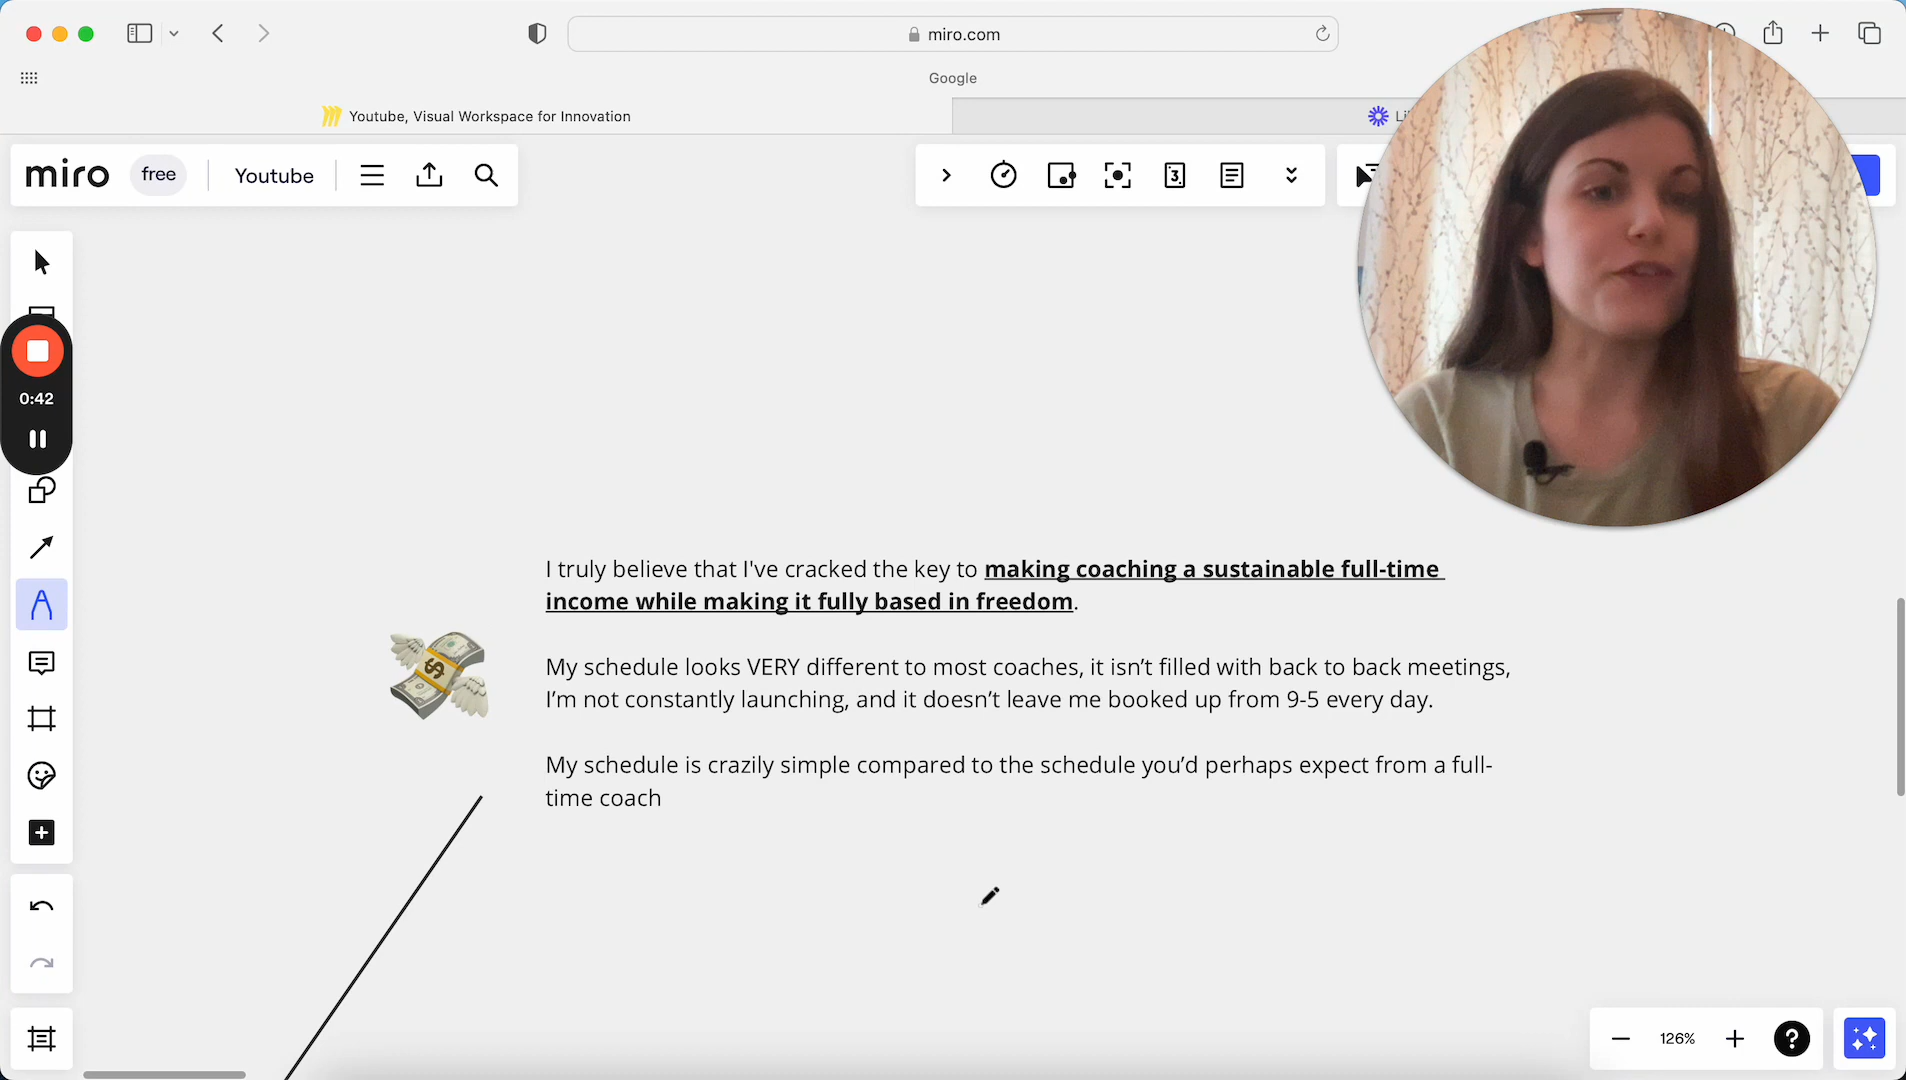 miro.com
Google
Youtube, Visual Workspace for Innovation
miro
free
Youtube
3
0:42
I truly believe that I've cracked the key to making coaching a sustainable full-time
income while making it fully based in freedom.
$
My schedule looks VERY different to most coaches, it isn’t filled with back to back meetings,
I’m not constantly launching, and it doesn’t leave me booked up from 9-5 every day.
My schedule is crazily simple compared to the schedule you’d perhaps expect from a full-
time coach
126%
?